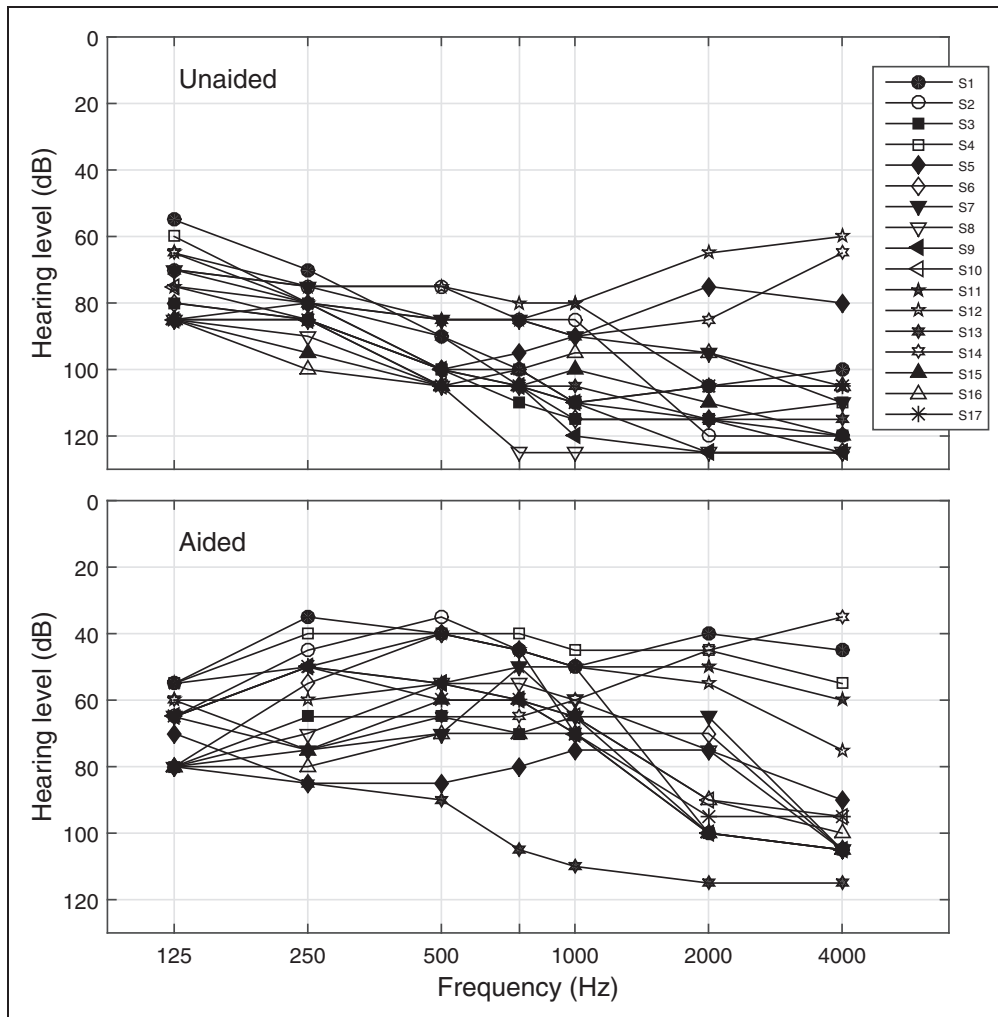 0
20
40
60
80
100
120
Hearing level (dB)
Unaided
S1
S2
S3
S4
S5
S6
S7
S8
S9
S10
S11
S12
S13
S14
S15
S16
S17
0
20
40
60
80
100
120
Hearing level (dB)
Aided
125 250 500 1000 2000 4000
Frequency (Hz)